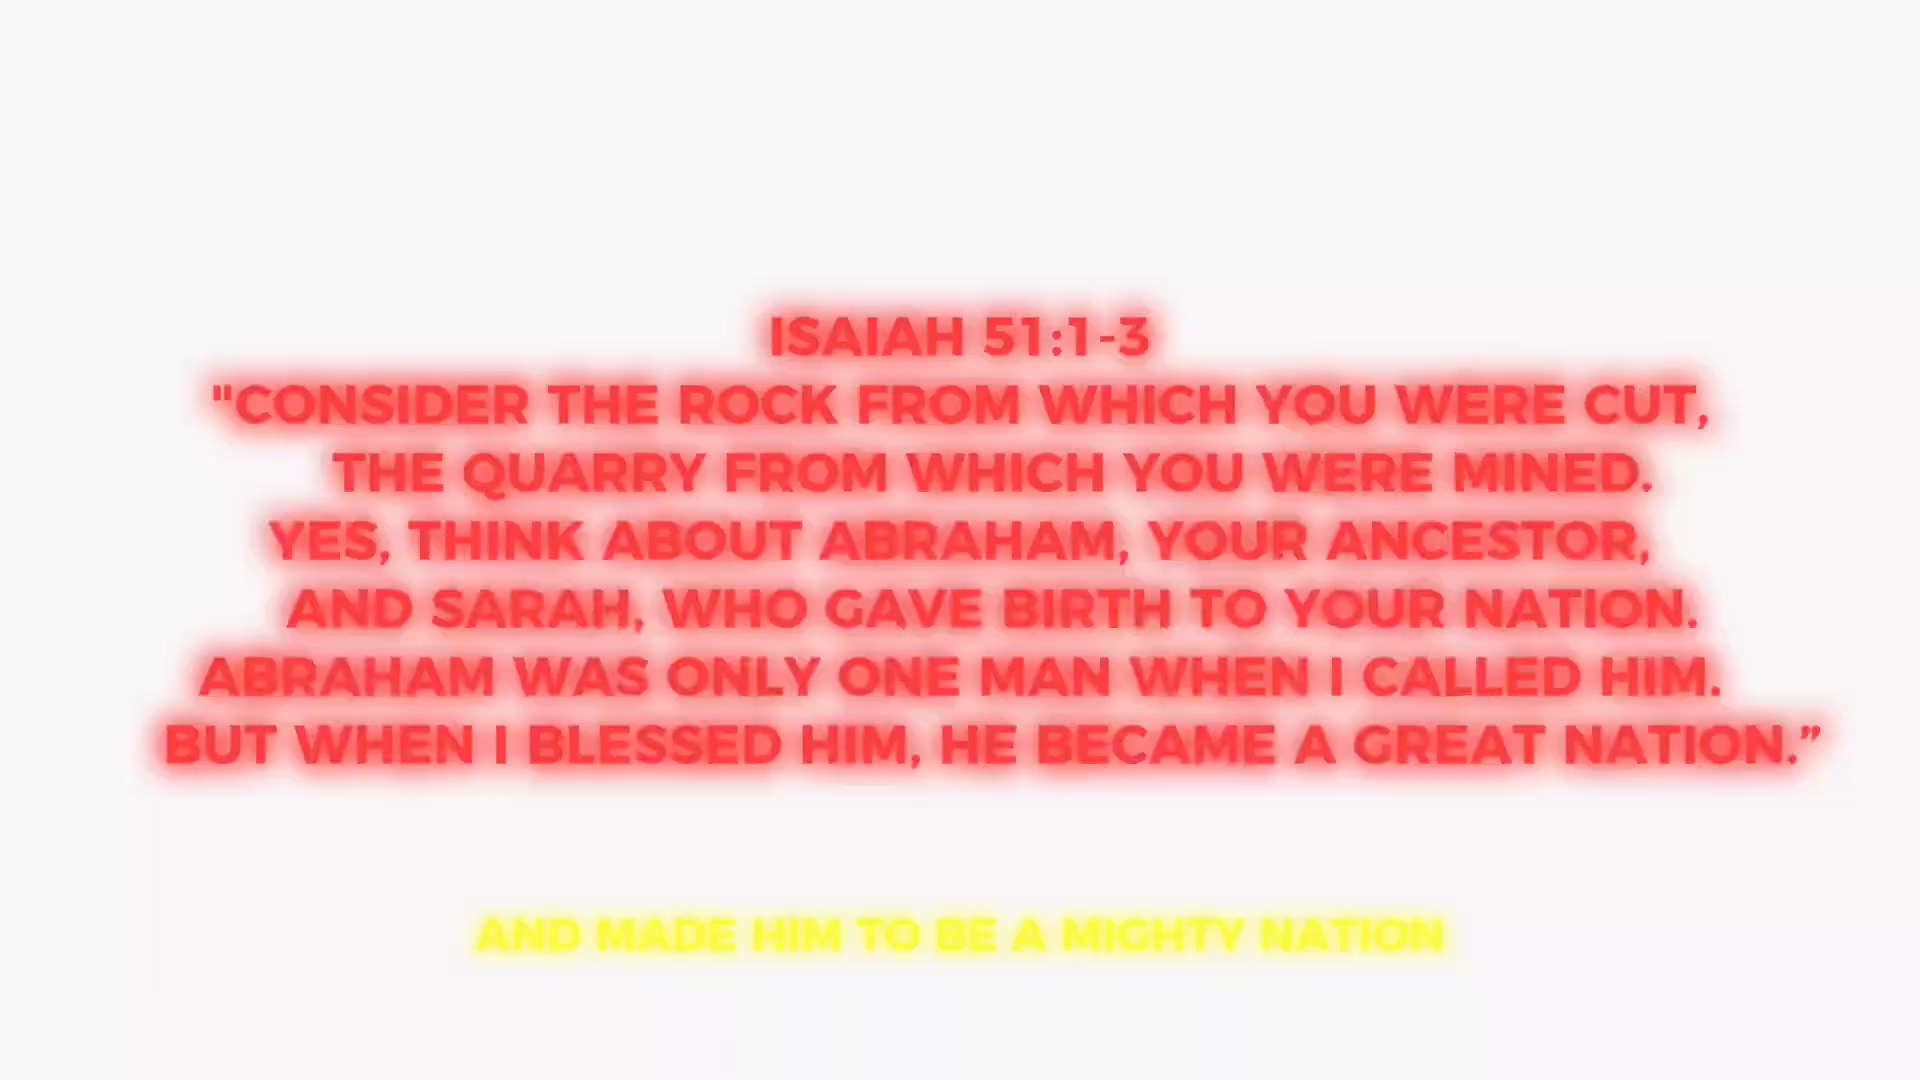 ISAIAH 51:1-3
"CONSIDER THE ROCK FROM WHICH YOU WERE CUT,
THE QUARRY FROM WHICH YOU WERE MINED.
YES, THINK ABOUT ABRAHAM, YOUR ANCESTOR,
AND SARAH, WHO GAVE BIRTH TO YOUR NATION.
ABRAHAM WAS ONLY ONE MAN WHEN I CALLED HIM.
BUT WHEN I BLESSED HIM, HE BECAME A GREAT NATION.”
AND MADE HIM TO BE A MIGHTY NATION